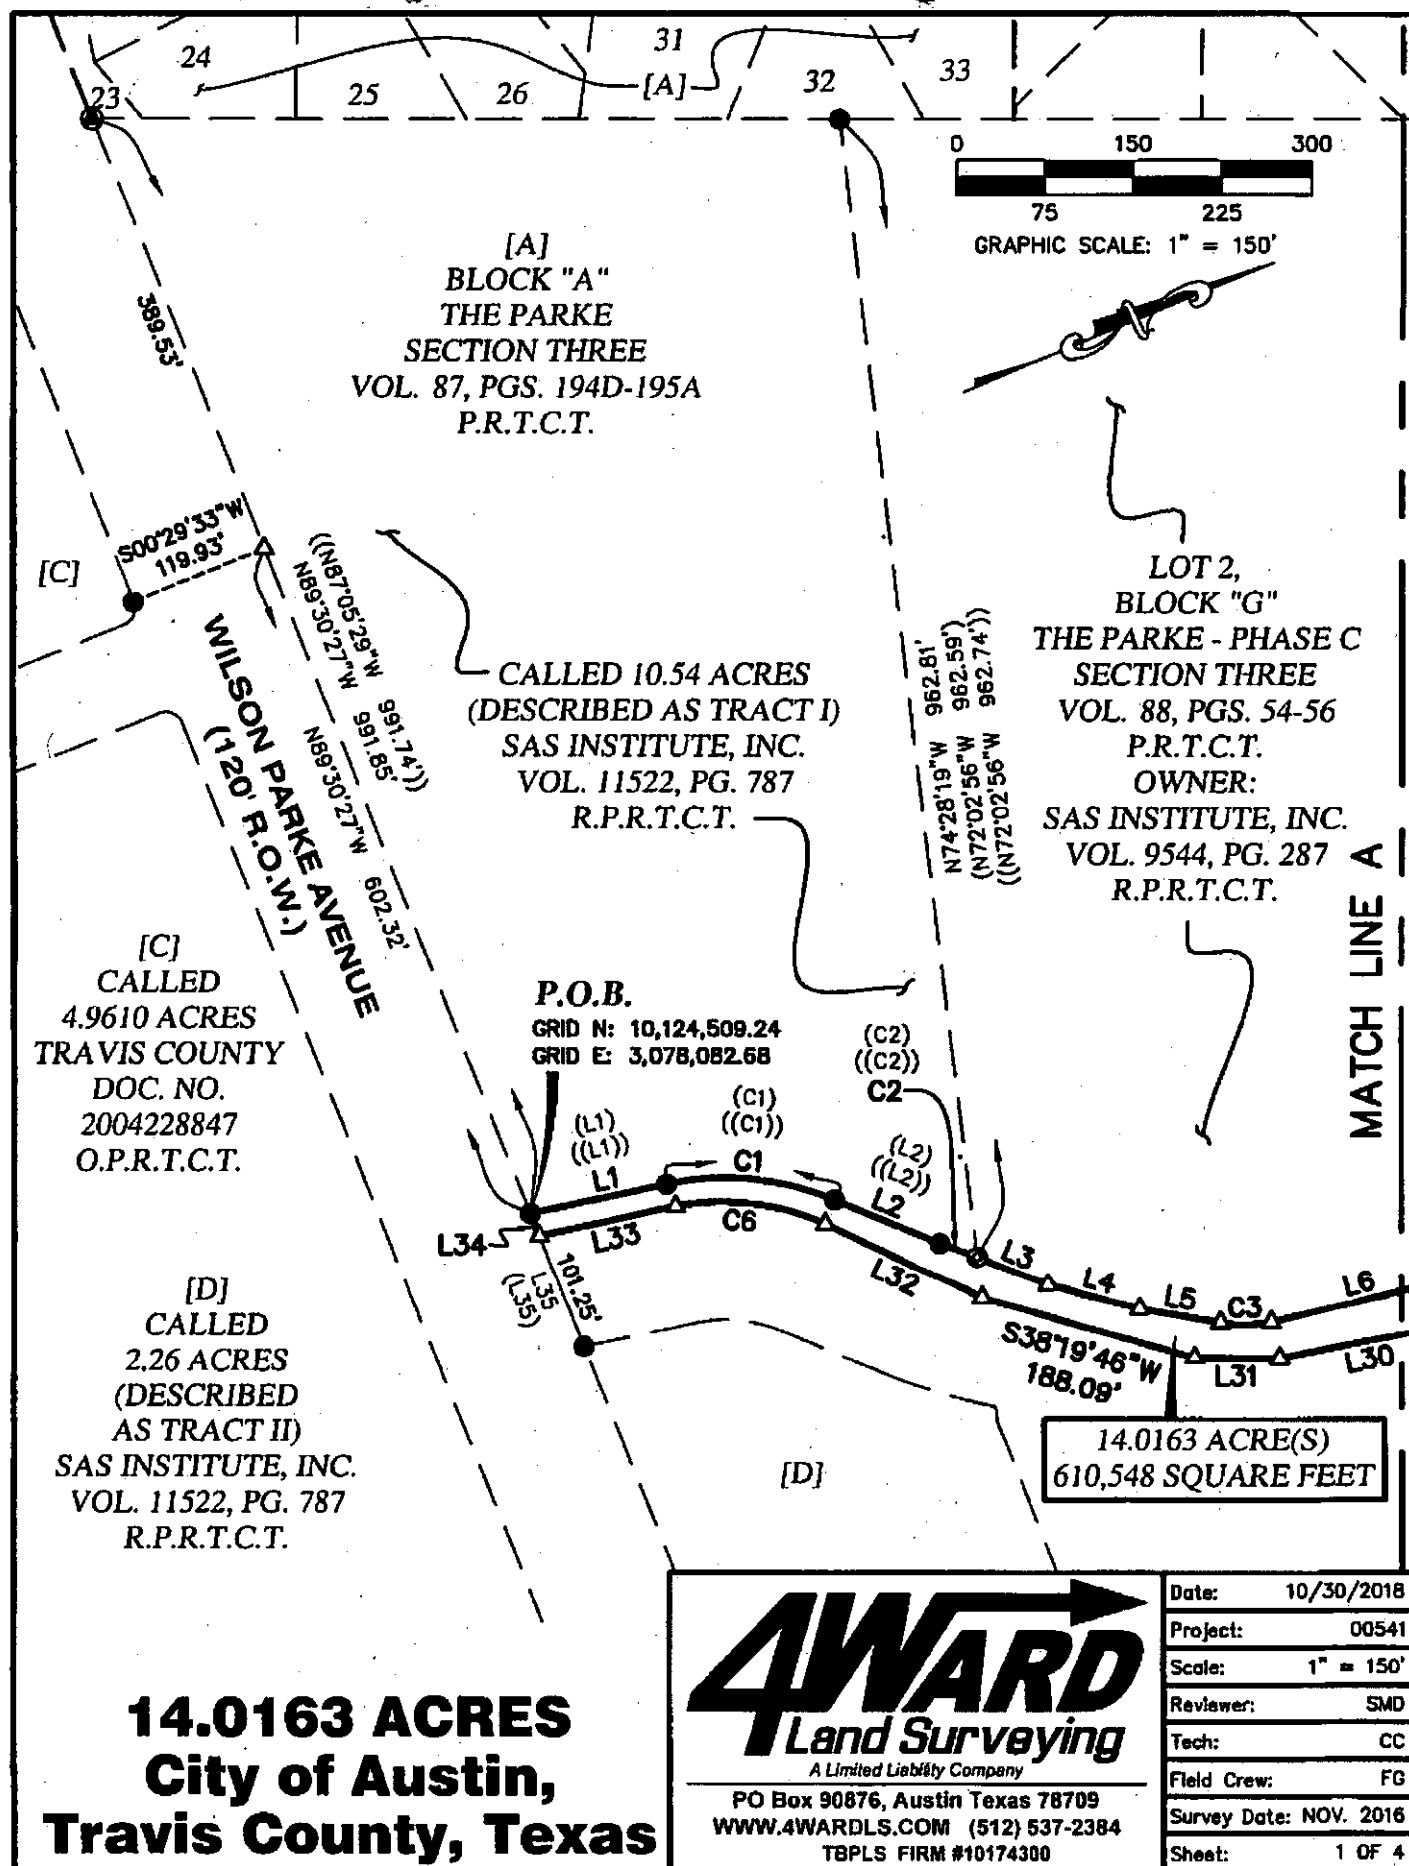 24
31
33
23
25
26
[A]
32
0 150 300
75 225
GRAPHIC SCALE: 1" = 150'
[A]
BLOCK "A"
THE PARKE
SECTION THREE
VOL. 87, PGS. 194D-195A
P.R.T.C.T.
389.53'
S00°29'33"W
119.93'
[C]
((N87°05'29"W 991.74'))
N89°30'27"W 991.85'
N89°30'27"W 602.32'
WILSON PARKE AVENUE
(120' R.O.W.)
CALLED 10.54 ACRES
(DESCRIBED AS TRACT I)
SAS INSTITUTE, INC.
VOL. 11522, PG. 787
R.P.R.T.C.T.
N74°28'19"W 962.81'
(N72°02'56"W 962.59')
((N72°02'56"W 962.74'))
LOT 2,
BLOCK "G"
THE PARKE - PHASE C
SECTION THREE
VOL. 88, PGS. 54-56
P.R.T.C.T.
OWNER:
SAS INSTITUTE, INC.
VOL. 9544, PG. 287
R.P.R.T.C.T.
MATCH LINE A
[C]
CALLED
4.9610 ACRES
TRAVIS COUNTY
DOC. NO.
2004228847
O.P.R.T.C.T.
P.O.B.
GRID N: 10,124,509.24
GRID E: 3,078,082.68
(C2)
((C2))
C2
(C1)
((C1))
C1
(L1)
((L1))
L1
(L2)
((L2))
L2
L34
L33
C6
L32
L3
L4
L5
C3
L6
101.25'
L35
(L35)
S38°19'46"W
188.09'
L31
L30
[D]
CALLED
2.26 ACRES
(DESCRIBED
AS TRACT II)
SAS INSTITUTE, INC.
VOL. 11522, PG. 787
R.P.R.T.C.T.
[D]
14.0163 ACRE(S)
610,548 SQUARE FEET
14.0163 ACRES
City of Austin,
Travis County, Texas
4WARD
Land Surveying
A Limited Liability Company
PO Box 90876, Austin Texas 78709
WWW.4WARDLS.COM (512) 537-2384
TBPLS FIRM #10174300
Date: 10/30/2018
Project: 00541
Scale: 1" = 150'
Reviewer: SMD
Tech: CC
Field Crew: FG
Survey Date: NOV. 2016
Sheet: 1 OF 4